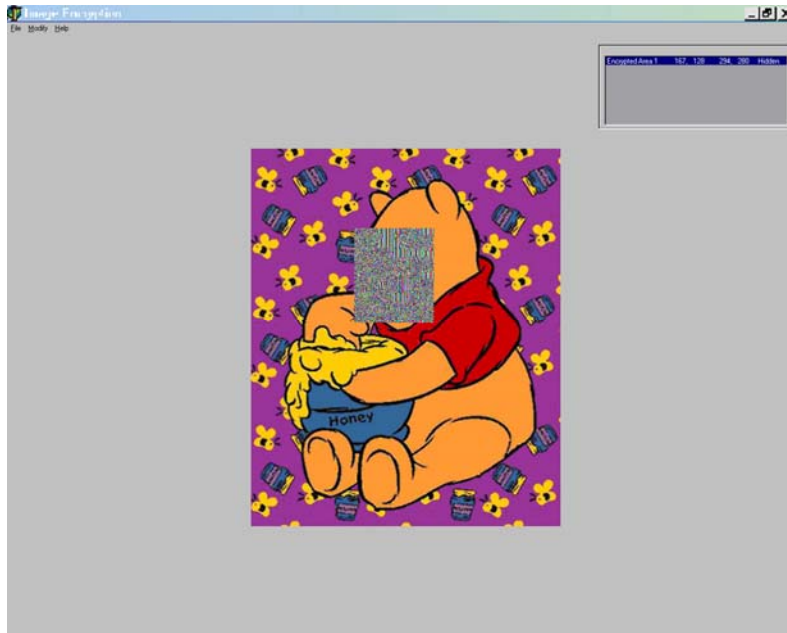 Image Encryption
File Modify Help
Encrypted Area 1 167, 128 294, 280 Hidden
Honey